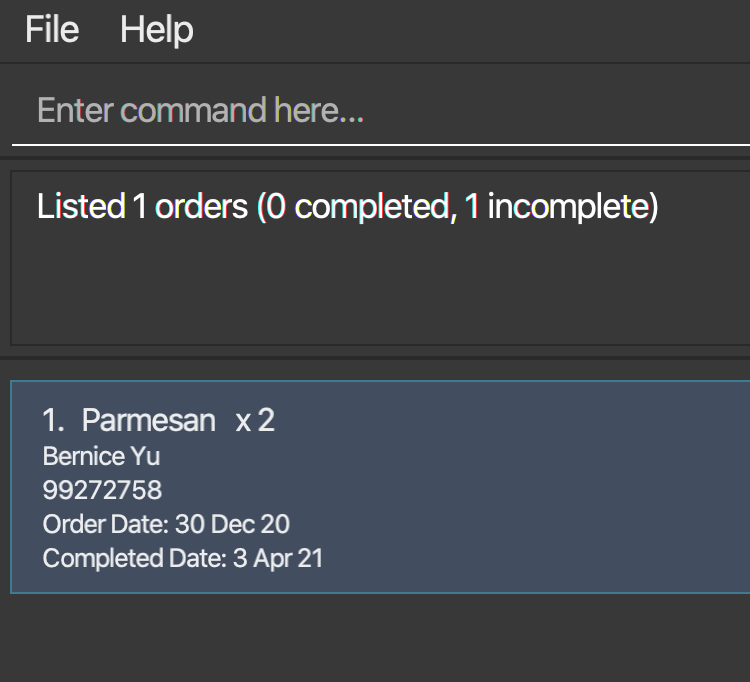 File Help
Enter command here...
Listed 1 orders (0 completed, 1 incomplete)
1. Parmesan x 2
Bernice Yu
99272758
Order Date: 30 Dec 20
Completed Date: 3 Apr 21